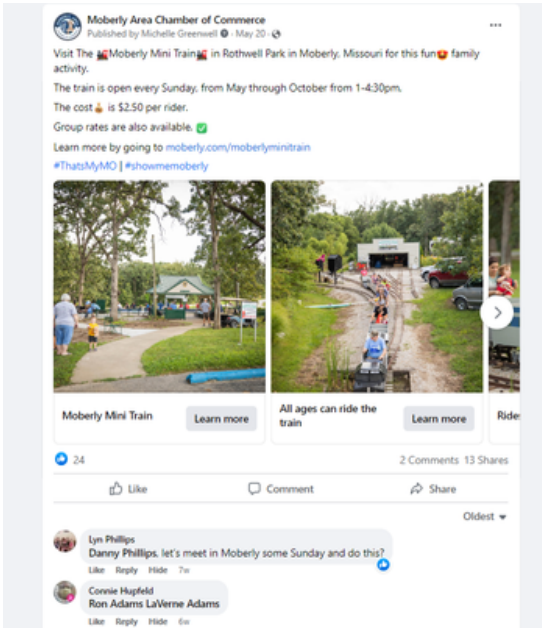 Moberly Area Chamber of Commerce
Published by Michelle Greenwell · May 20 ·
Visit The 🚂Moberly Mini Train🚂 in Rothwell Park in Moberly, Missouri for this fun🤩 family
activity.
The train is open every Sunday, from May through October from 1-4:30pm.
The cost💰 is $2.50 per rider.
Group rates are also available. ✅
Learn more by going to moberly.com/moberlyminitrain
#ThatsMyMO | #showmemoberly
Moberly Mini Train
Learn more
All ages can ride the
train
Learn more
Rides
24
2 Comments 13 Shares
Like
Comment
Share
Oldest
Lyn Phillips
Danny Phillips, let's meet in Moberly some Sunday and do this?
Like Reply Hide 7w
Connie Hupfeld
Ron Adams LaVerne Adams
Like Reply Hide 6w